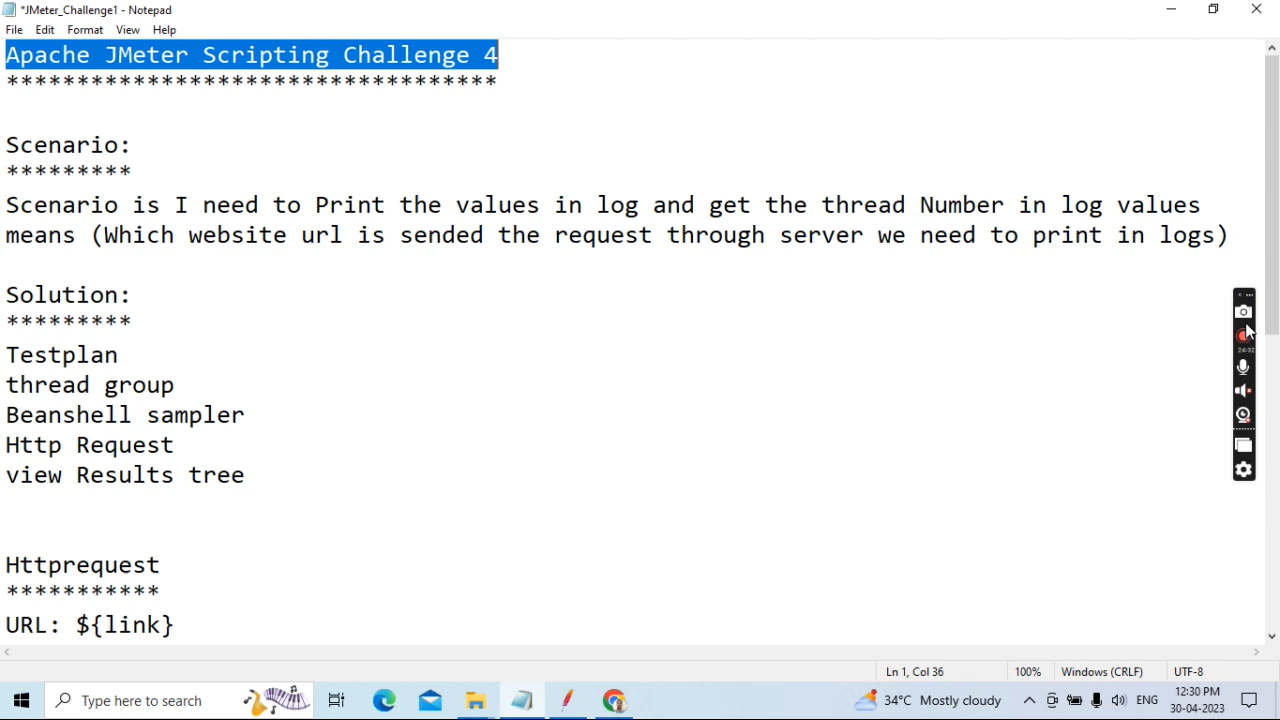 *JMeter_Challenge1 - Notepad
File Edit Format View Help
Apache JMeter Scripting Challenge 4
***********************************
Scenario:
*********
Scenario is I need to Print the values in log and get the thread Number in log values
means (Which website url is sended the request through server we need to print in logs)
Solution:
*********
Testplan
thread group
Beanshell sampler
Http Request
view Results tree
Httprequest
***********
URL: ${link}
24:32
Ln 1, Col 36 100% Windows (CRLF) UTF-8
Type here to search 34°C Mostly cloudy ENG 12:30 PM
30-04-2023